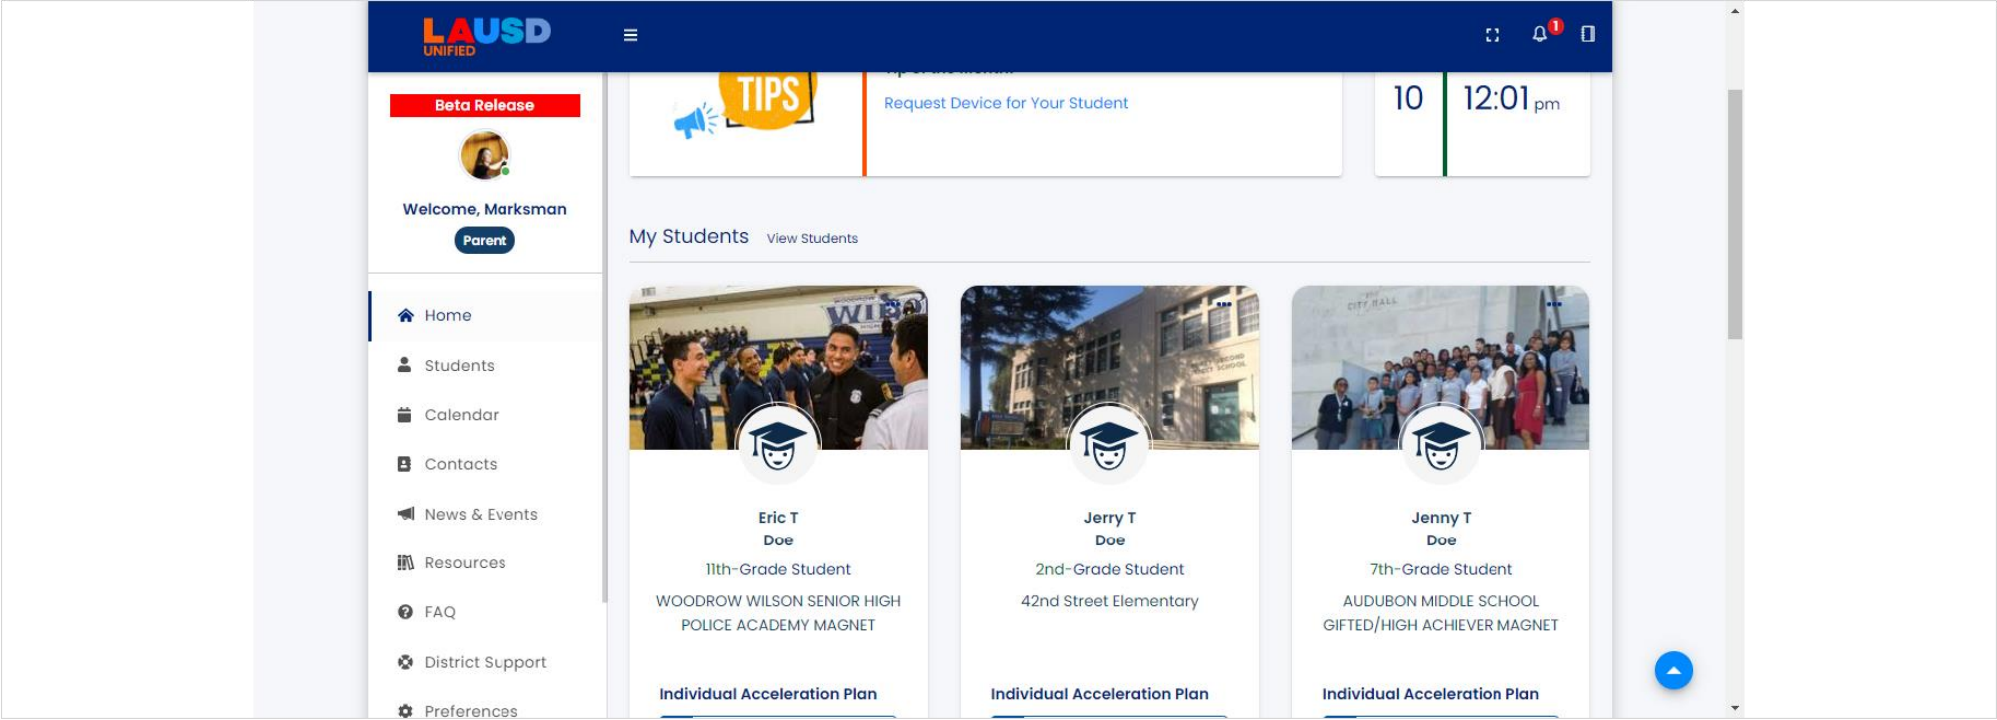 LAUSD
UNIFIED
1
Beta Release
Welcome, Marksman
Parent
Home
Students
Calendar
Contacts
News & Events
Resources
FAQ
District Support
Preferences
TIPS
Request Device for Your Student
10
12:01 pm
My Students View Students
CITY HALL
Eric T
Doe
11th-Grade Student
WOODROW WILSON SENIOR HIGH
POLICE ACADEMY MAGNET
Individual Acceleration Plan
Jerry T
Doe
2nd-Grade Student
42nd Street Elementary
Individual Acceleration Plan
Jenny T
Doe
7th-Grade Student
AUDUBON MIDDLE SCHOOL
GIFTED/HIGH ACHIEVER MAGNET
Individual Acceleration Plan